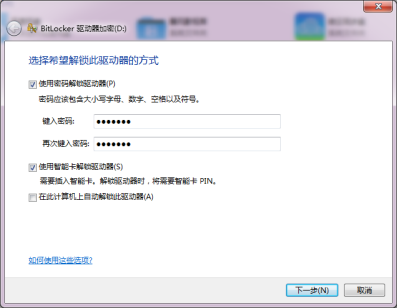 BitLocker 驱动器加密(D:)
选择希望解锁此驱动器的方式
使用密码解锁驱动器(P)
密码应该包含大小写字母、数字、空格以及符号。
键入密码: ●●●●●●●
再次键入密码: ●●●●●●●
使用智能卡解锁驱动器(S)
需要插入智能卡。解锁驱动器时，将需要智能卡 PIN。
在此计算机上自动解锁此驱动器(A)
如何使用这些选项?
下一步(N) 取消